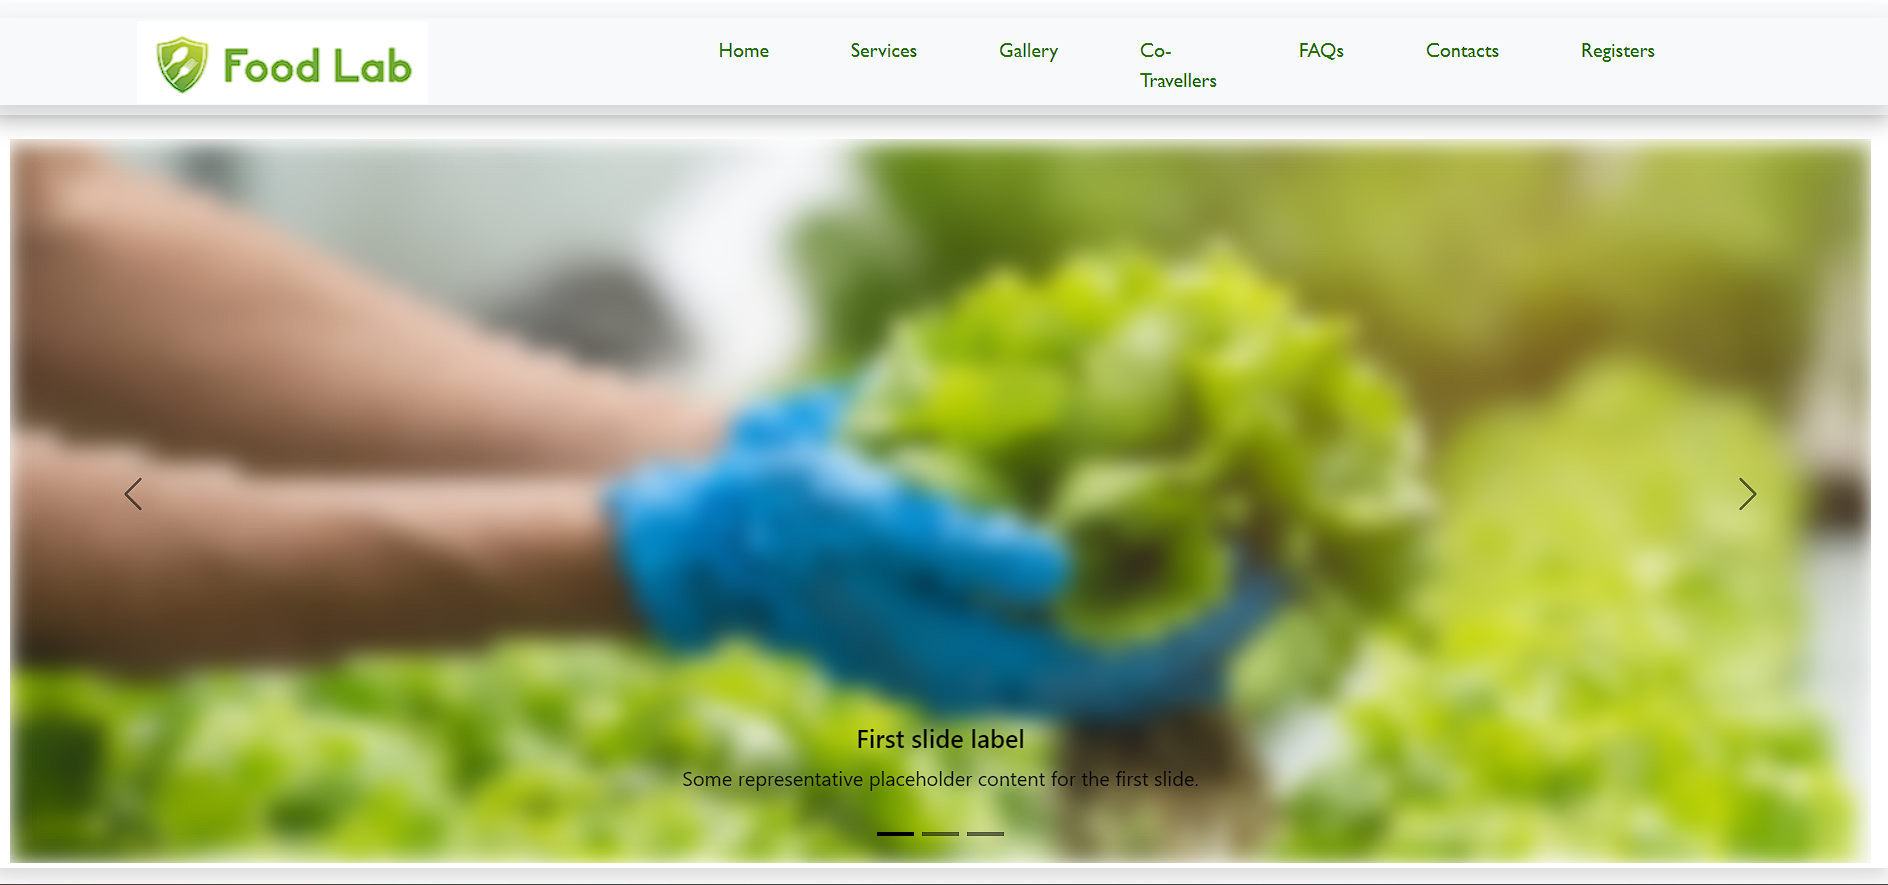 Food Lab
Home Services Gallery Co- FAQs Contacts Registers
Travellers
First slide label
Some representative placeholder content for the first slide.